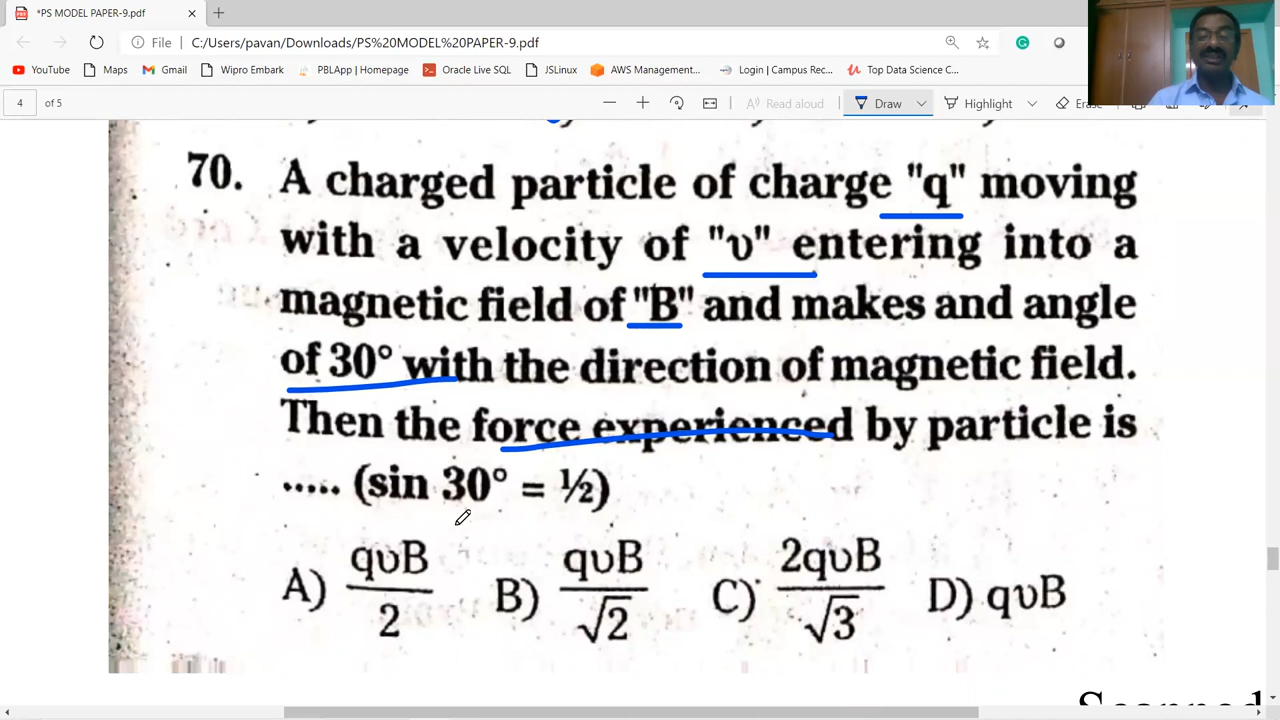 *PS MODEL PAPER-9.pdf
File C:/Users/pavan/Downloads/PS%20MODEL%20PAPER-9.pdf
YouTube Maps Gmail Wipro Embark PBLApp | Homepage Oracle Live SQL JSLinux AWS Management... Login | Campus Rec... Top Data Science C...
4 of 5 Read aloud Draw Highlight Erase
70. A charged particle of charge "q" moving
with a velocity of "υ" entering into a
magnetic field of "B" and makes and angle
of 30° with the direction of magnetic field.
Then the force experienced by particle is
..... (sin 30° = ½)
A) qυB/2 B) qυB/√2 C) 2qυB/√3 D) qυB